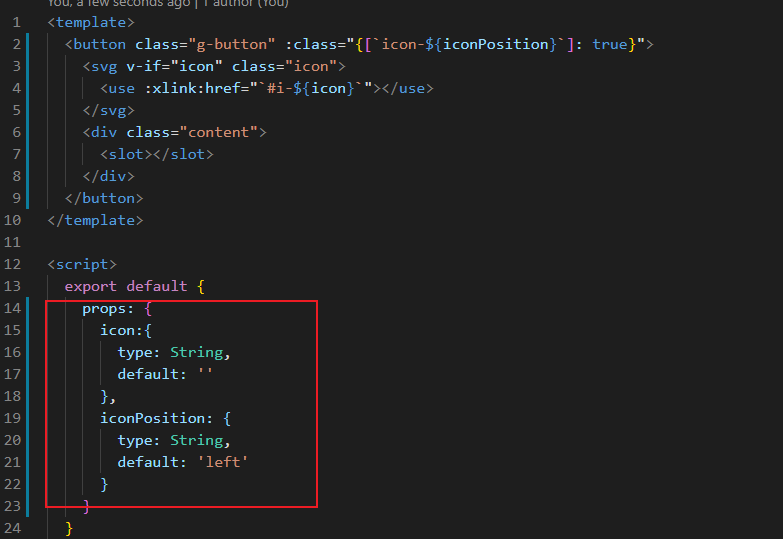 You, a few seconds ago | 1 author (You)
1 <template>
2 <button class="g-button" :class="{[`icon-${iconPosition}`]: true}">
3 <svg v-if="icon" class="icon">
4 <use :xlink:href="`#i-${icon}`"></use>
5 </svg>
6 <div class="content">
7 <slot></slot>
8 </div>
9 </button>
10 </template>
11
12 <script>
13 export default {
14 props: {
15 icon:{
16 type: String,
17 default: ''
18 },
19 iconPosition: {
20 type: String,
21 default: 'left'
22 }
23 }
24 }